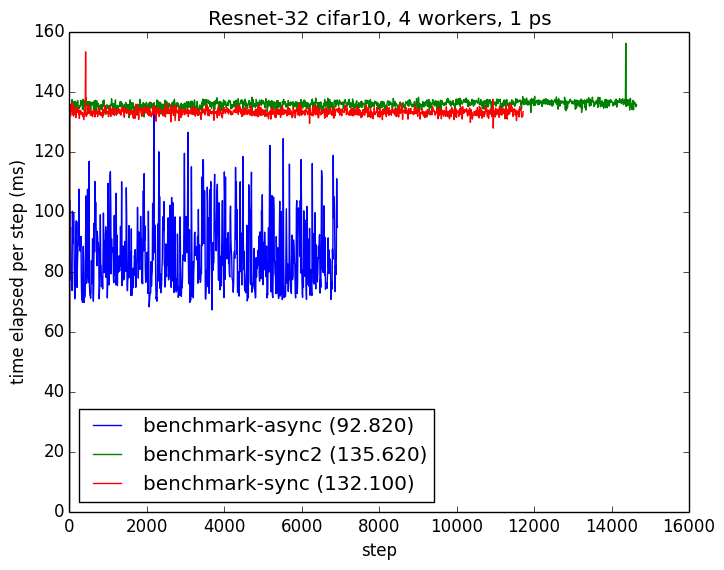 Resnet-32 cifar10, 4 workers, 1 ps
160
140
120
100
80
60
40
20
0
time elapsed per step (ms)
benchmark-async (92.820)
benchmark-sync2 (135.620)
benchmark-sync (132.100)
0 2000 4000 6000 8000 10000 12000 14000 16000
step